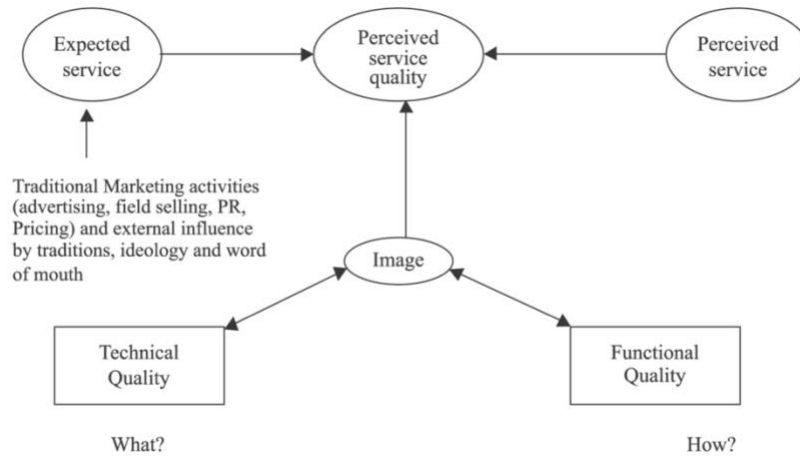 Expected
service
Perceived
service
quality
Perceived
service
Traditional Marketing activities
(advertising, field selling, PR,
Pricing) and external influence
by traditions, ideology and word
of mouth
Image
Technical
Quality
Functional
Quality
What?
How?